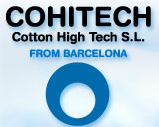 COHITECH
Cotton High Tech S.L.
FROM BARCELONA